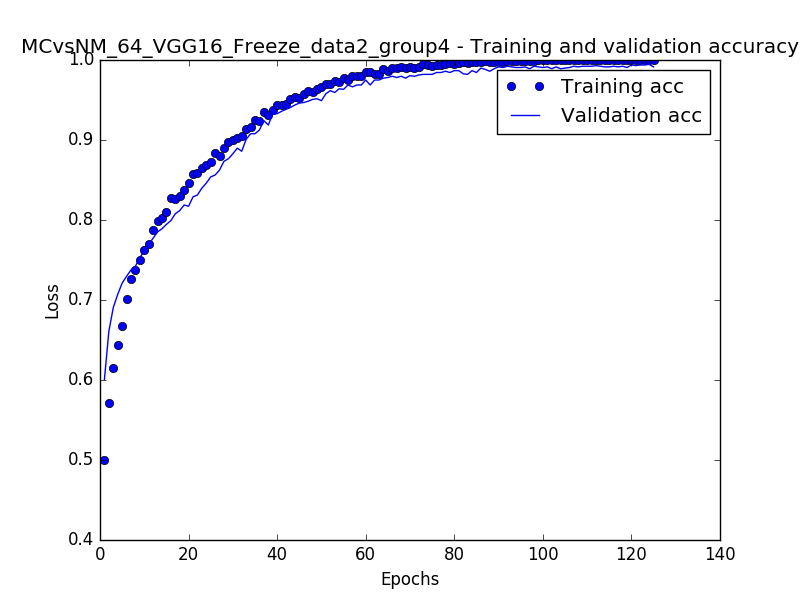 MCvsNM_64_VGG16_Freeze_data2_group4 - Training and validation accuracy
1.0
Training acc
Validation acc
0.9
0.8
0.7
Loss
0.6
0.5
0.4
0 20 40 60 80 100 120 140
Epochs